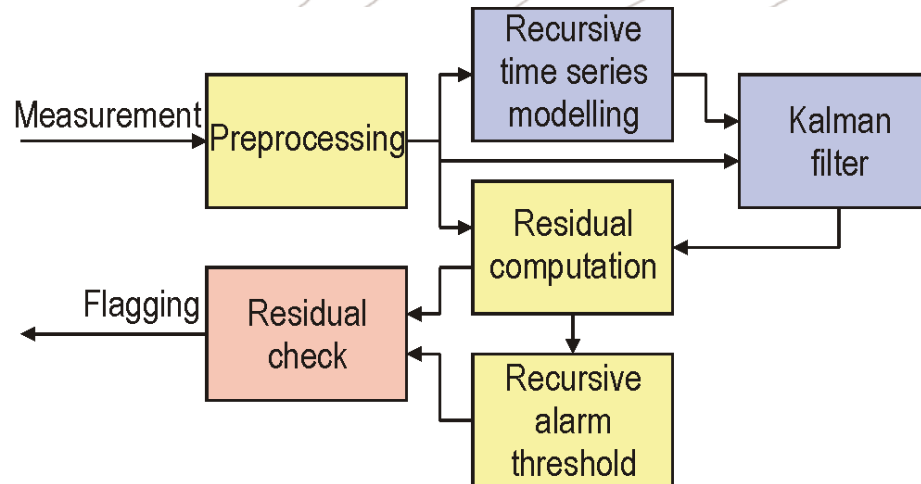 Recursive
time series
modelling
Measurement
Preprocessing
Kalman
filter
Residual
computation
Flagging
Residual
check
Recursive
alarm
threshold